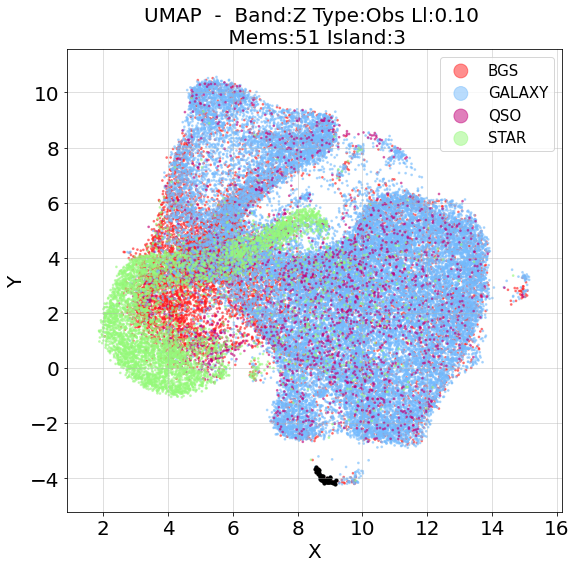 UMAP - Band:Z Type:Obs Ll:0.10
Mems:51 Island:3
BGS
GALAXY
QSO
STAR
Y
10
8
6
4
2
0
−2
−4
2 4 6 8 10 12 14 16
X